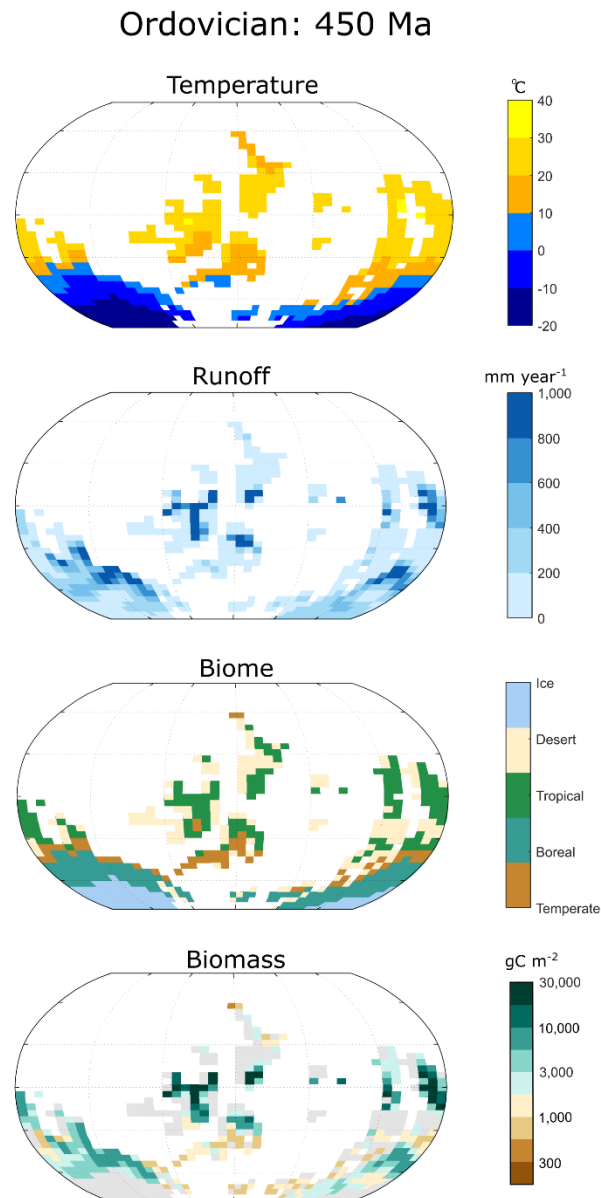 Ordovician: 450 Ma
Temperature
°C
40
30
20
10
0
-10
-20
Runoff
mm year⁻¹
1,000
800
600
400
200
0
Biome
Ice
Desert
Tropical
Boreal
Temperate
Biomass
gC m⁻²
30,000
10,000
3,000
1,000
300